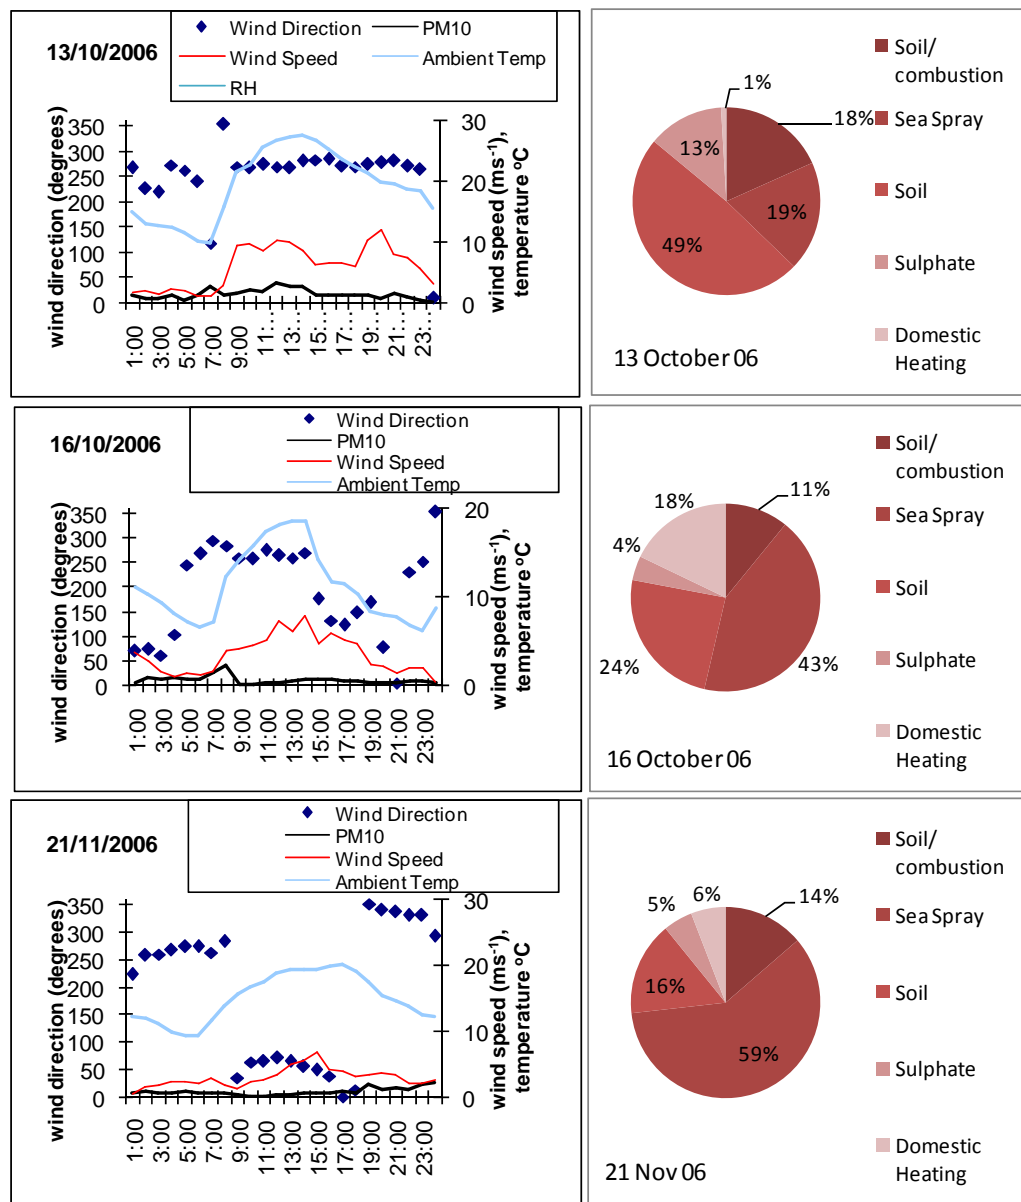 13/10/2006
Wind Direction
PM10
Wind Speed
Ambient Temp
RH
wind direction (degrees)
350
300
250
200
150
100
50
0
30
20
10
0
wind speed (ms⁻¹),
temperature ºC
1:00
3:00
5:00
7:00
9:00
11:…
13:…
15:…
17:…
19:…
21:…
23:…
1%
18%
13%
19%
49%
Soil/
combustion
Sea Spray
Soil
Sulphate
Domestic
Heating
13 October 06
16/10/2006
Wind Direction
PM10
Wind Speed
Ambient Temp
wind direction (degrees)
350
300
250
200
150
100
50
0
20
10
0
wind speed (ms⁻¹),
temperature ºC
1:00
3:00
5:00
7:00
9:00
11:00
13:00
15:00
17:00
19:00
21:00
23:00
18%
11%
4%
24%
43%
Soil/
combustion
Sea Spray
Soil
Sulphate
Domestic
Heating
16 October 06
21/11/2006
Wind Direction
PM10
Wind Speed
Ambient Temp
wind direction (degrees)
350
300
250
200
150
100
50
0
30
20
10
0
wind speed (ms⁻¹),
temperature ºC
1:00
3:00
5:00
7:00
9:00
11:00
13:00
15:00
17:00
19:00
21:00
23:00
5%
6%
14%
16%
59%
Soil/
combustion
Sea Spray
Soil
Sulphate
Domestic
Heating
21 Nov 06